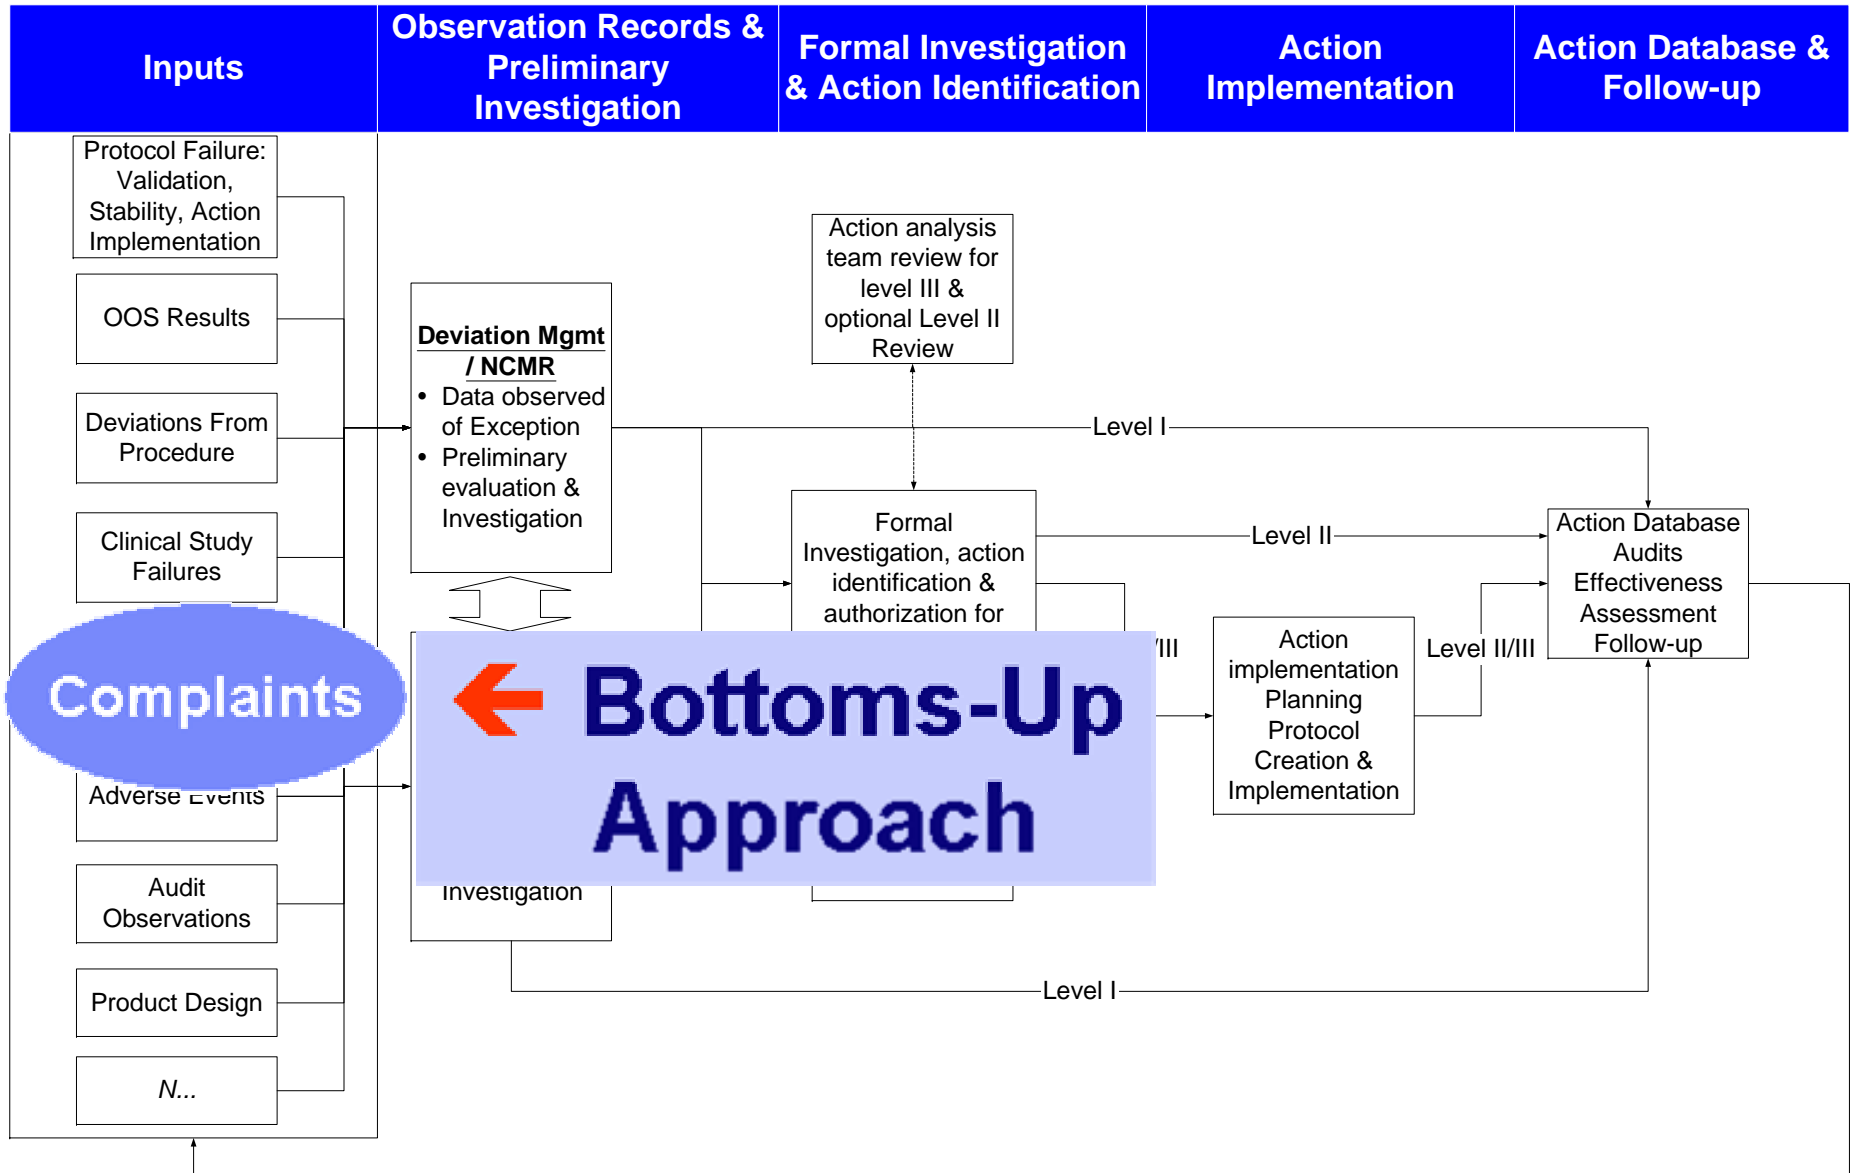 Inputs
Observation Records &
Preliminary
Investigation
Formal Investigation
& Action Identification
Action
Implementation
Action Database &
Follow-up
Protocol Failure:
Validation,
Stability, Action
Implementation
OOS Results
Deviations From
Procedure
Clinical Study
Failures
Complaints
Adverse Events
Audit
Observations
Product Design
N...
Deviation Mgmt
/ NCMR
• Data observed
of Exception
• Preliminary
evaluation &
Investigation
← Bottoms-Up
Approach
Investigation
Action analysis
team review for
level III &
optional Level II
Review
Formal
Investigation, action
identification &
authorization for
Level I
Level II
/III
Action
implementation
Planning
Protocol
Creation &
Implementation
Level II/III
Action Database
Audits
Effectiveness
Assessment
Follow-up
Level I